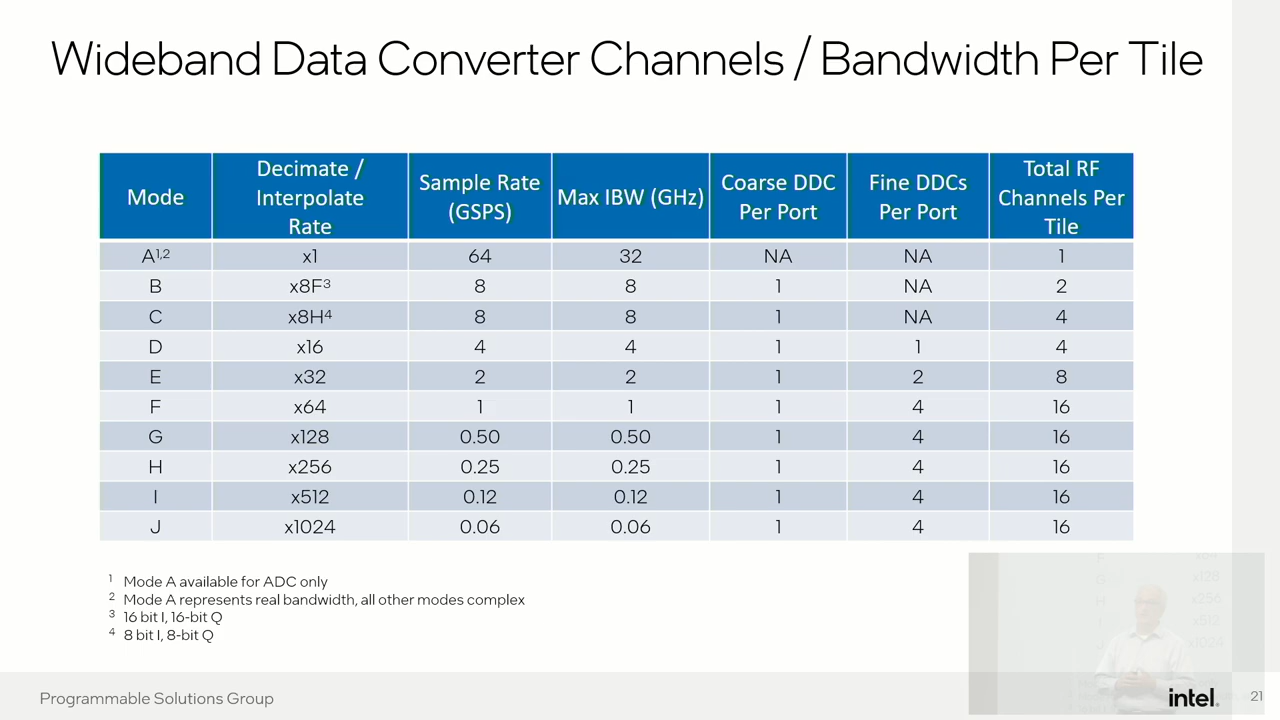 Wideband Data Converter Channels / Bandwidth Per Tile
Mode Decimate / Interpolate Rate Sample Rate (GSPS) Max IBW (GHz) Coarse DDC Per Port Fine DDCs Per Port Total RF Channels Per Tile
A¹,² x1 64 32 NA NA 1
B x8F³ 8 8 1 NA 2
C x8H⁴ 8 8 1 NA 4
D x16 4 4 1 1 4
E x32 2 2 1 2 8
F x64 1 1 1 4 16
G x128 0.50 0.50 1 4 16
H x256 0.25 0.25 1 4 16
I x512 0.12 0.12 1 4 16
J x1024 0.06 0.06 1 4 16
¹ Mode A available for ADC only
² Mode A represents real bandwidth, all other modes complex
³ 16 bit I, 16-bit Q
⁴ 8 bit I, 8-bit Q
F x64
G x128
H x256
I x512
J x1024
Programmable Solutions Group
intel.
21